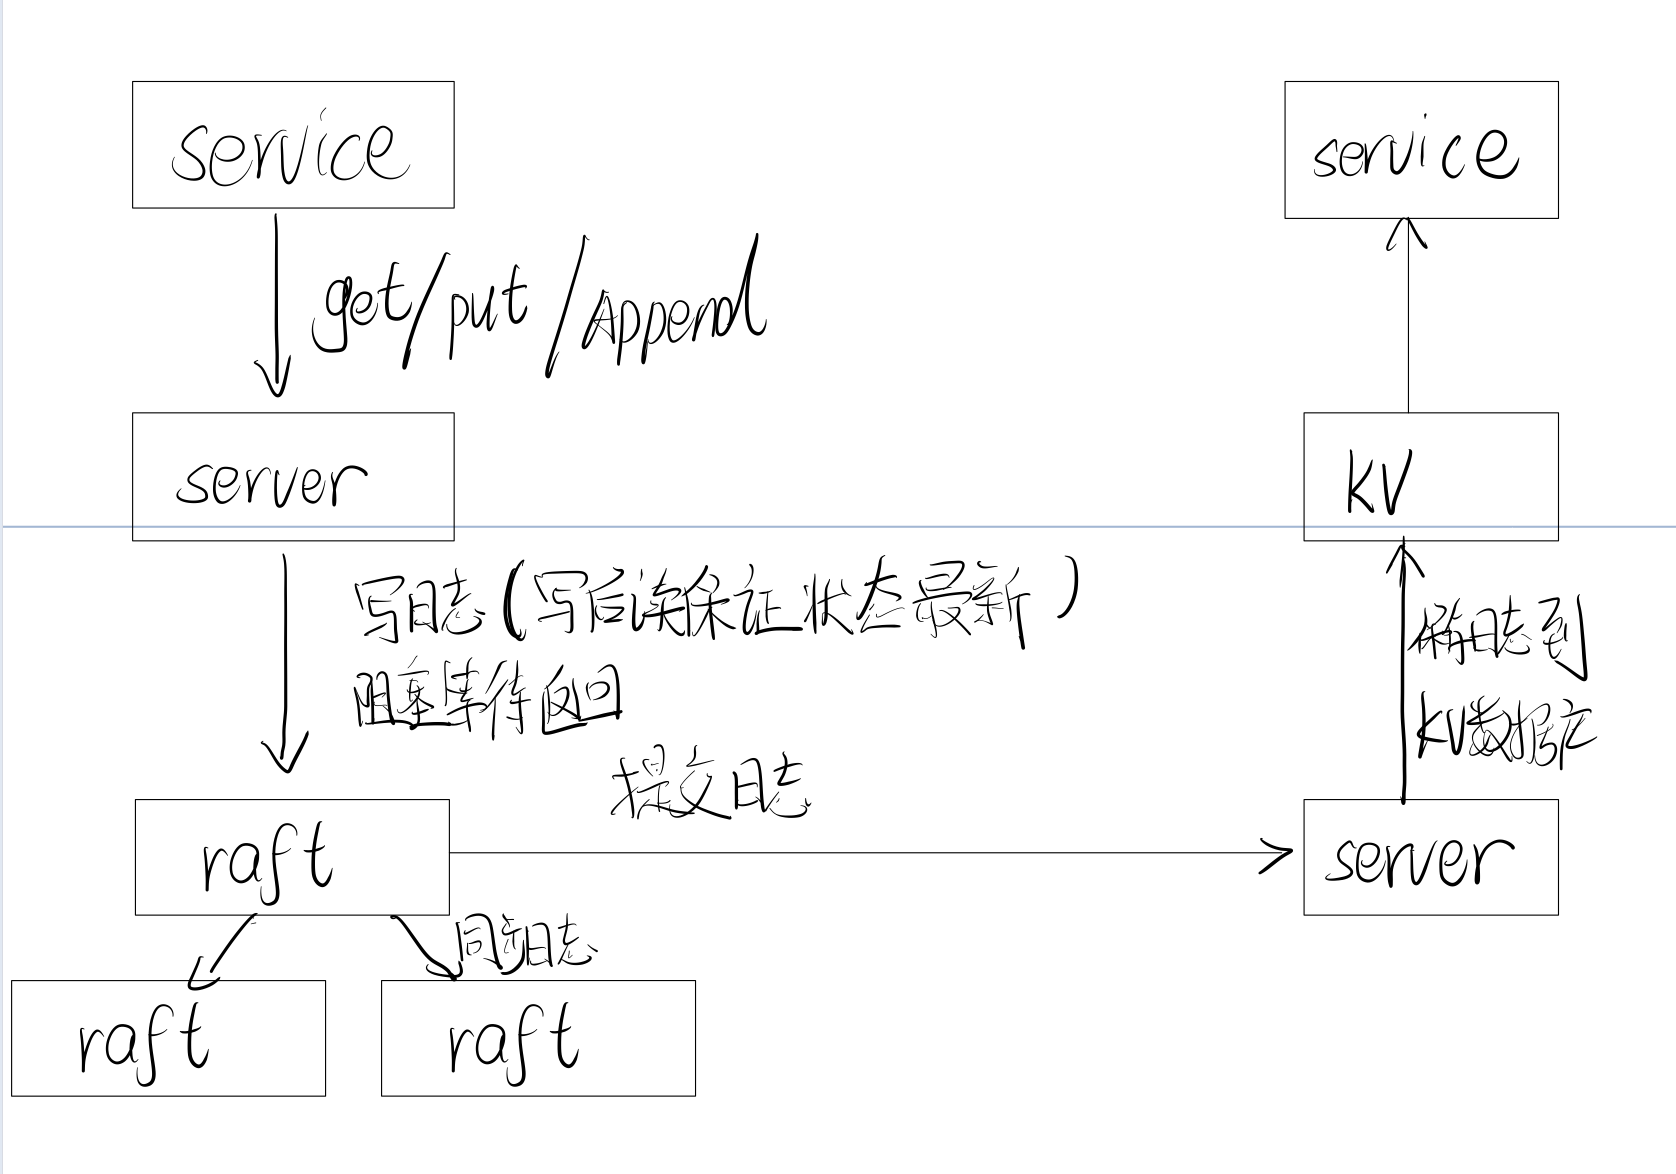 service
service
get/put/Append
server
KV
写日志(写后读保证状态最新)
阻塞等待返回
日志到
KV数据库
提交日志
raft
server
同步日志
raft
raft